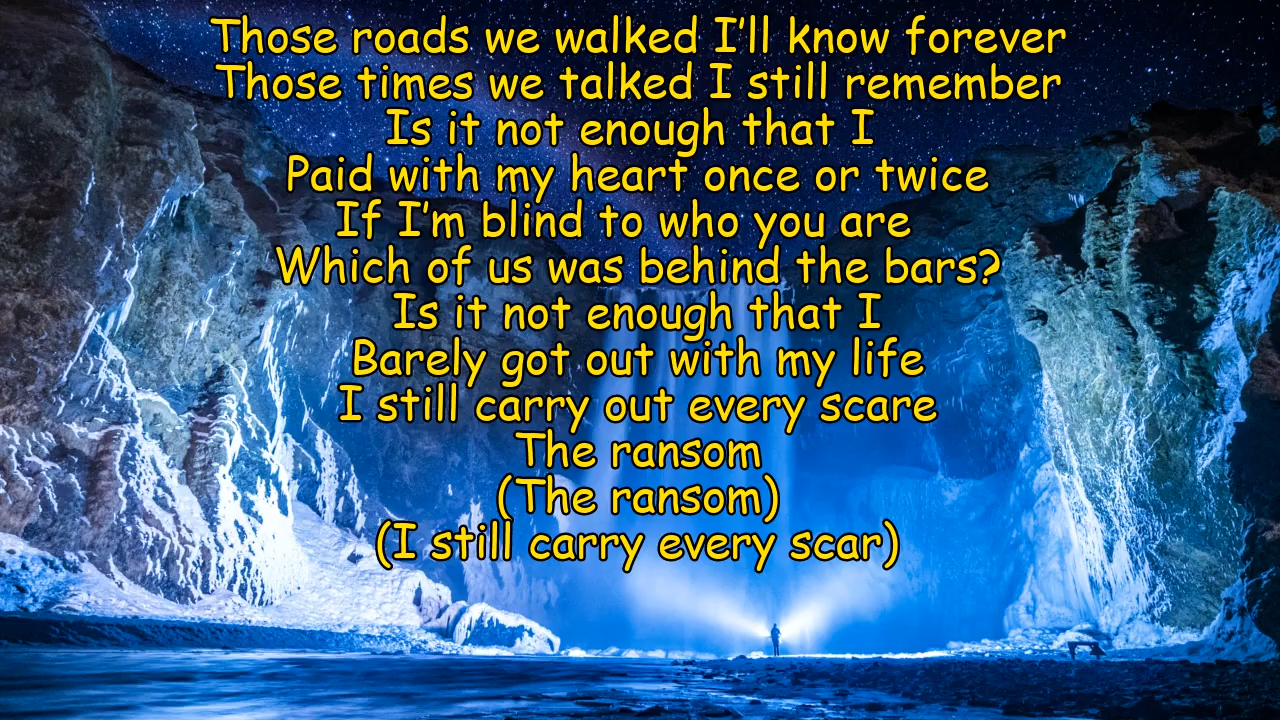 Those roads we walked I'll know forever
Those times we talked I still remember
Is it not enough that I
Paid with my heart once or twice
If I'm blind to who you are
Which of us was behind the bars?
Is it not enough that I
Barely got out with my life
I still carry out every scare
The ransom
(The ransom)
(I still carry every scar)